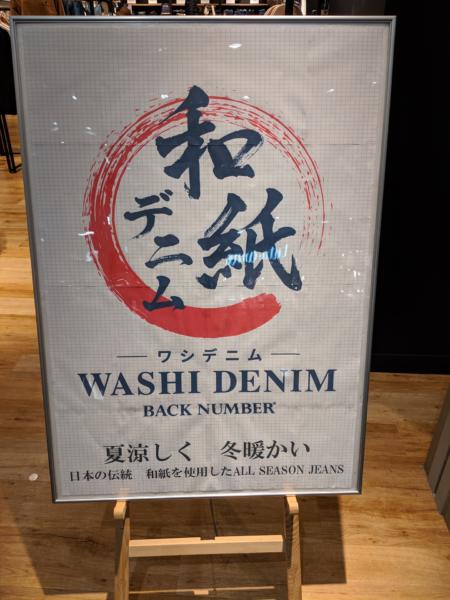 和紙
デニム
ワシデニム
WASHI DENIM
BACK NUMBER®
夏涼しく 冬暖かい
日本の伝統 和紙を使用したALL SEASON JEANS